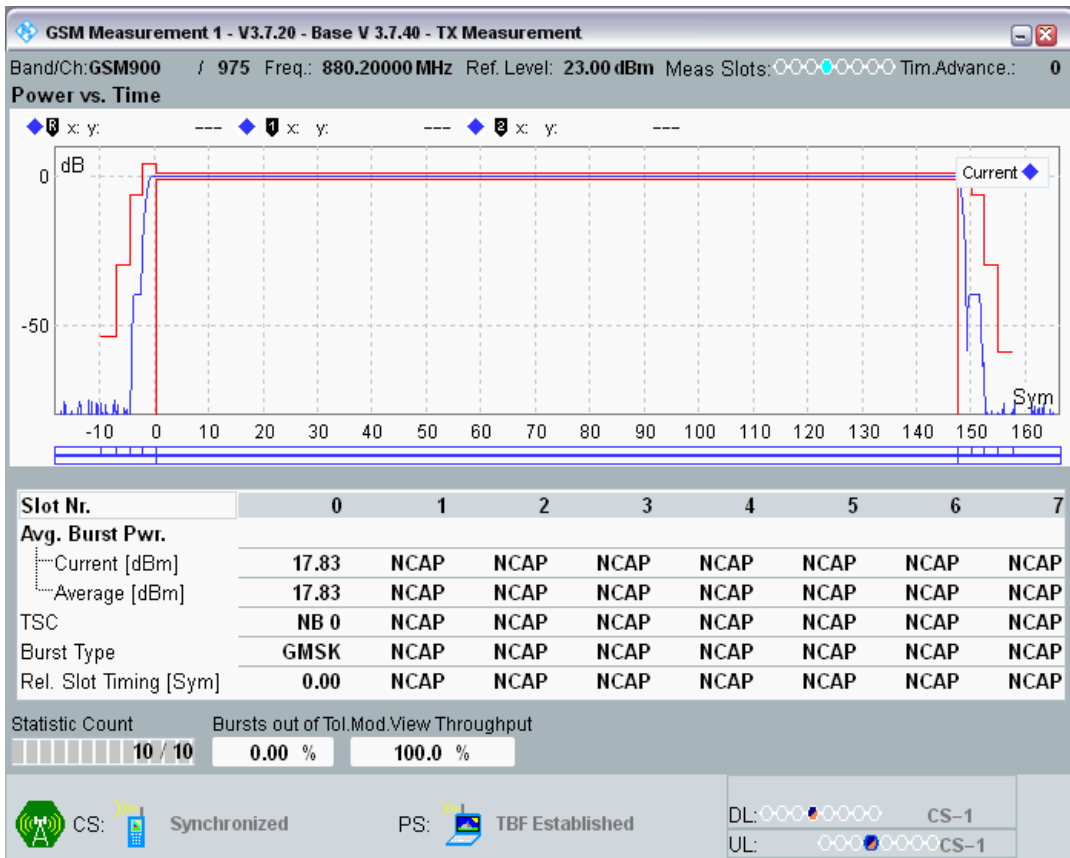 GSM Measurement 1 - V3.7.20 - Base V 3.7.40 - TX Measurement
Band/Ch:GSM900 / 975 Freq.: 880.20000 MHz Ref. Level: 23.00 dBm Meas Slots: Tim.Advance.: 0
Power vs. Time
R x: y: --- 1 x: y: --- 2 x: y: ---
dB
Current
0
-50
Sym
-10 0 10 20 30 40 50 60 70 80 90 100 110 120 130 140 150 160
Slot Nr. 0 1 2 3 4 5 6 7
Avg. Burst Pwr.
Current [dBm] 17.83 NCAP NCAP NCAP NCAP NCAP NCAP NCAP
Average [dBm] 17.83 NCAP NCAP NCAP NCAP NCAP NCAP NCAP
TSC NB 0 NCAP NCAP NCAP NCAP NCAP NCAP NCAP
Burst Type GMSK NCAP NCAP NCAP NCAP NCAP NCAP NCAP
Rel. Slot Timing [Sym] 0.00 NCAP NCAP NCAP NCAP NCAP NCAP NCAP
Statistic Count Bursts out of Tol.Mod.View Throughput
10 / 10 0.00 % 100.0 %
CS: Synchronized PS: TBF Established
DL: CS-1
UL: CS-1